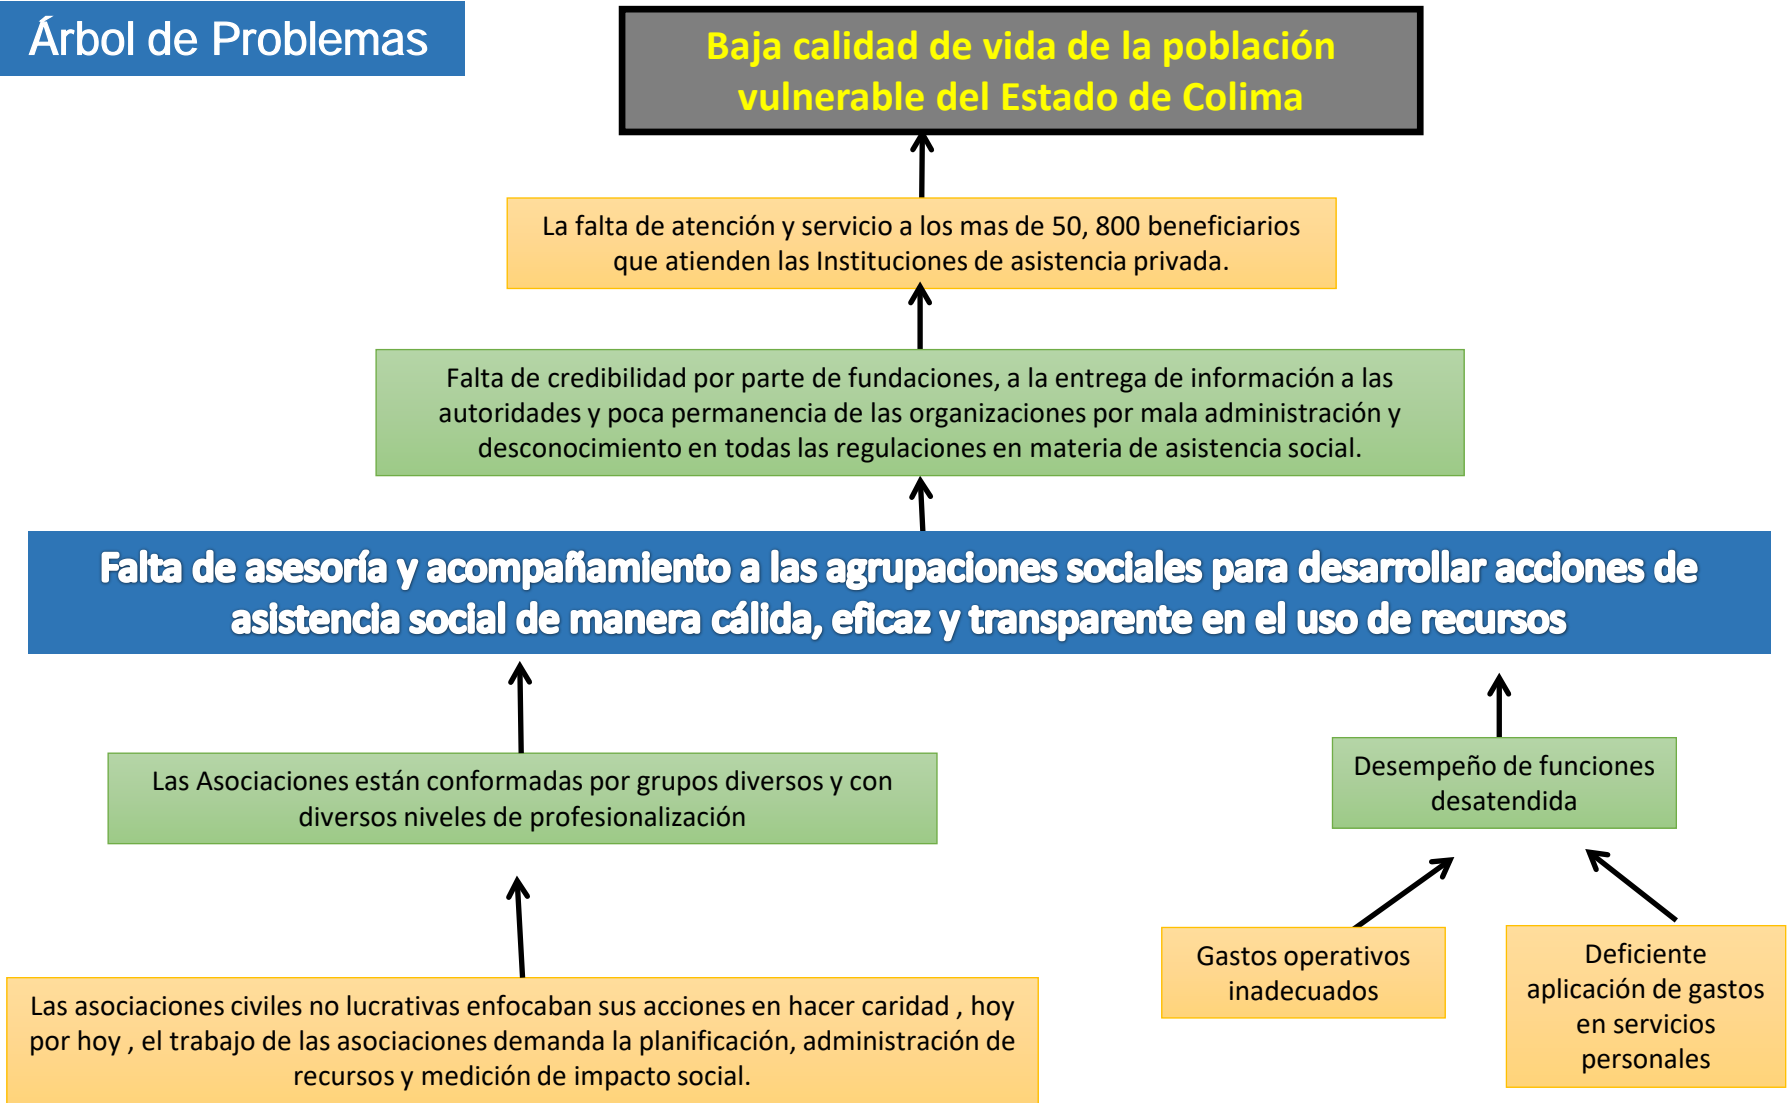 Árbol de Problemas
Baja calidad de vida de la población
vulnerable del Estado de Colima
La falta de atención y servicio a los mas de 50, 800 beneficiarios
que atienden las Instituciones de asistencia privada.
Falta de credibilidad por parte de fundaciones, a la entrega de información a las
autoridades y poca permanencia de las organizaciones por mala administración y
desconocimiento en todas las regulaciones en materia de asistencia social.
Falta de asesoría y acompañamiento a las agrupaciones sociales para desarrollar acciones de
asistencia social de manera cálida, eficaz y transparente en el uso de recursos
Las Asociaciones están conformadas por grupos diversos y con
diversos niveles de profesionalización
Desempeño de funciones
desatendida
Las asociaciones civiles no lucrativas enfocaban sus acciones en hacer caridad , hoy
por hoy , el trabajo de las asociaciones demanda la planificación, administración de
recursos y medición de impacto social.
Gastos operativos
inadecuados
Deficiente
aplicación de gastos
en servicios
personales